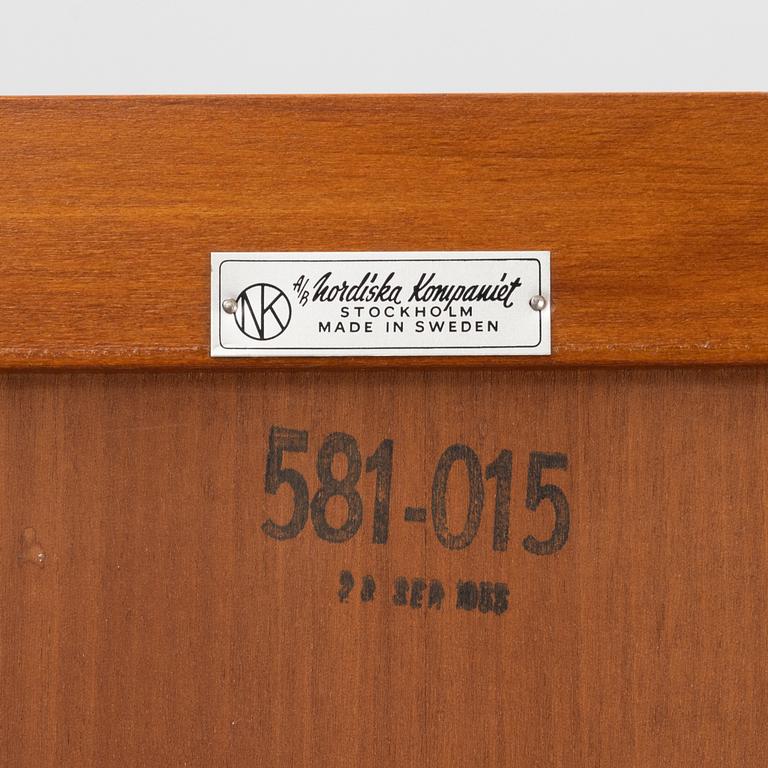 NK
A/B Nordiska Kompaniet
STOCKHOLM
MADE IN SWEDEN
581-015
SEP